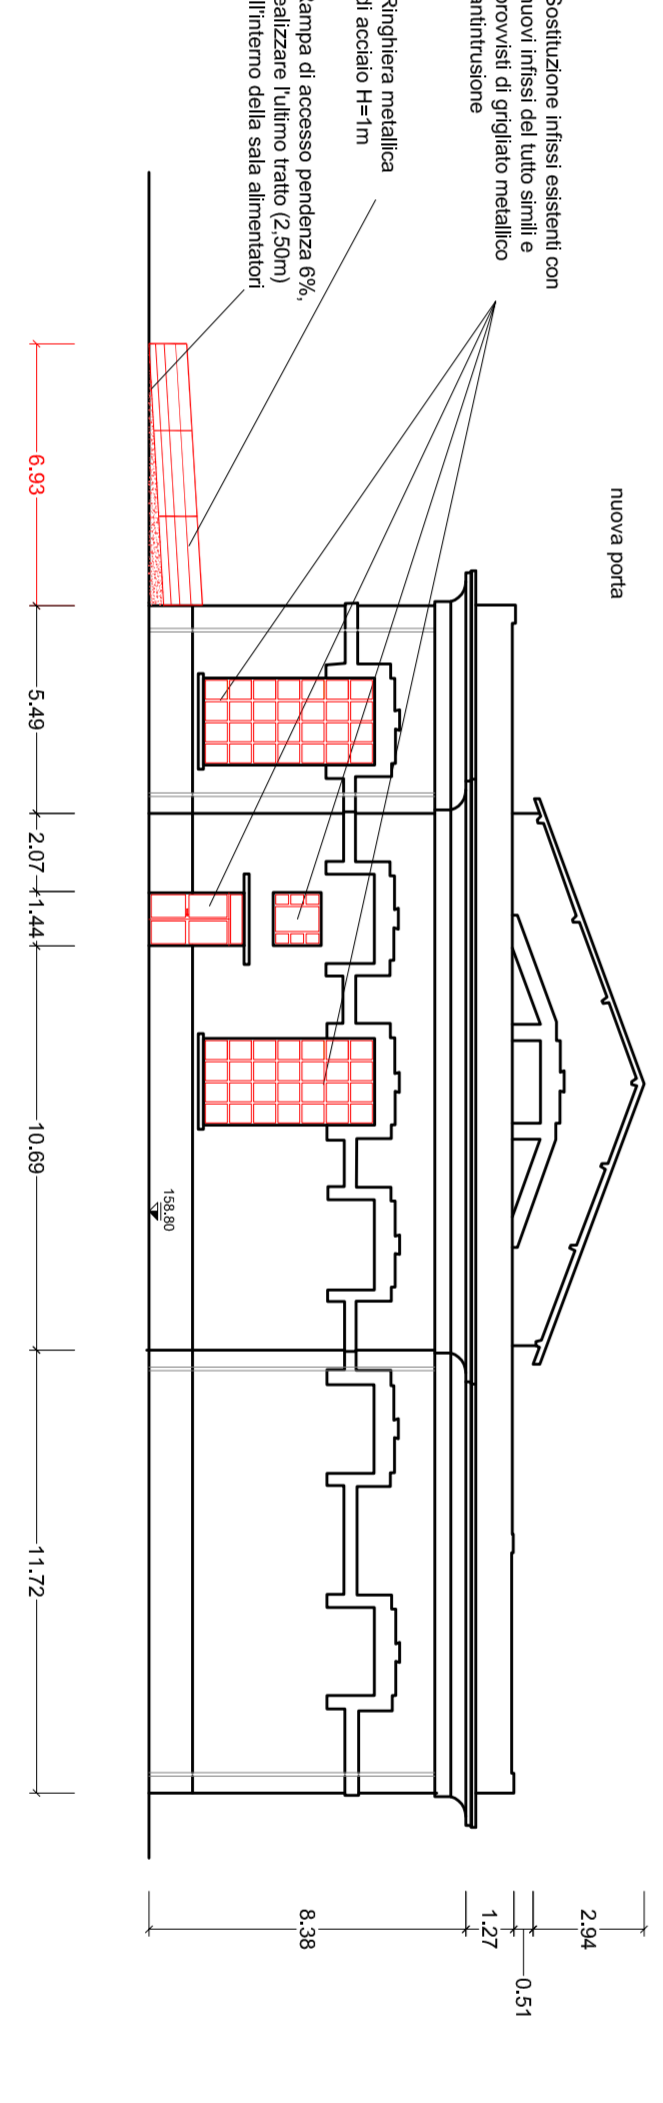 nuova porta
Sostituzione infissi esistenti con
nuovi infissi del tutto simili e
provvisti di grigliato metallico
antintrusione
Ringhiera metallica
di acciaio H=1m
Rampa di accesso pendenza 6%,
realizzare l'ultimo tratto (2,50m)
all'interno della sala alimentatori
158.80
6.93
5.49
2.07
1.44
10.69
11.72
8.38
1.27
0.51
2.94